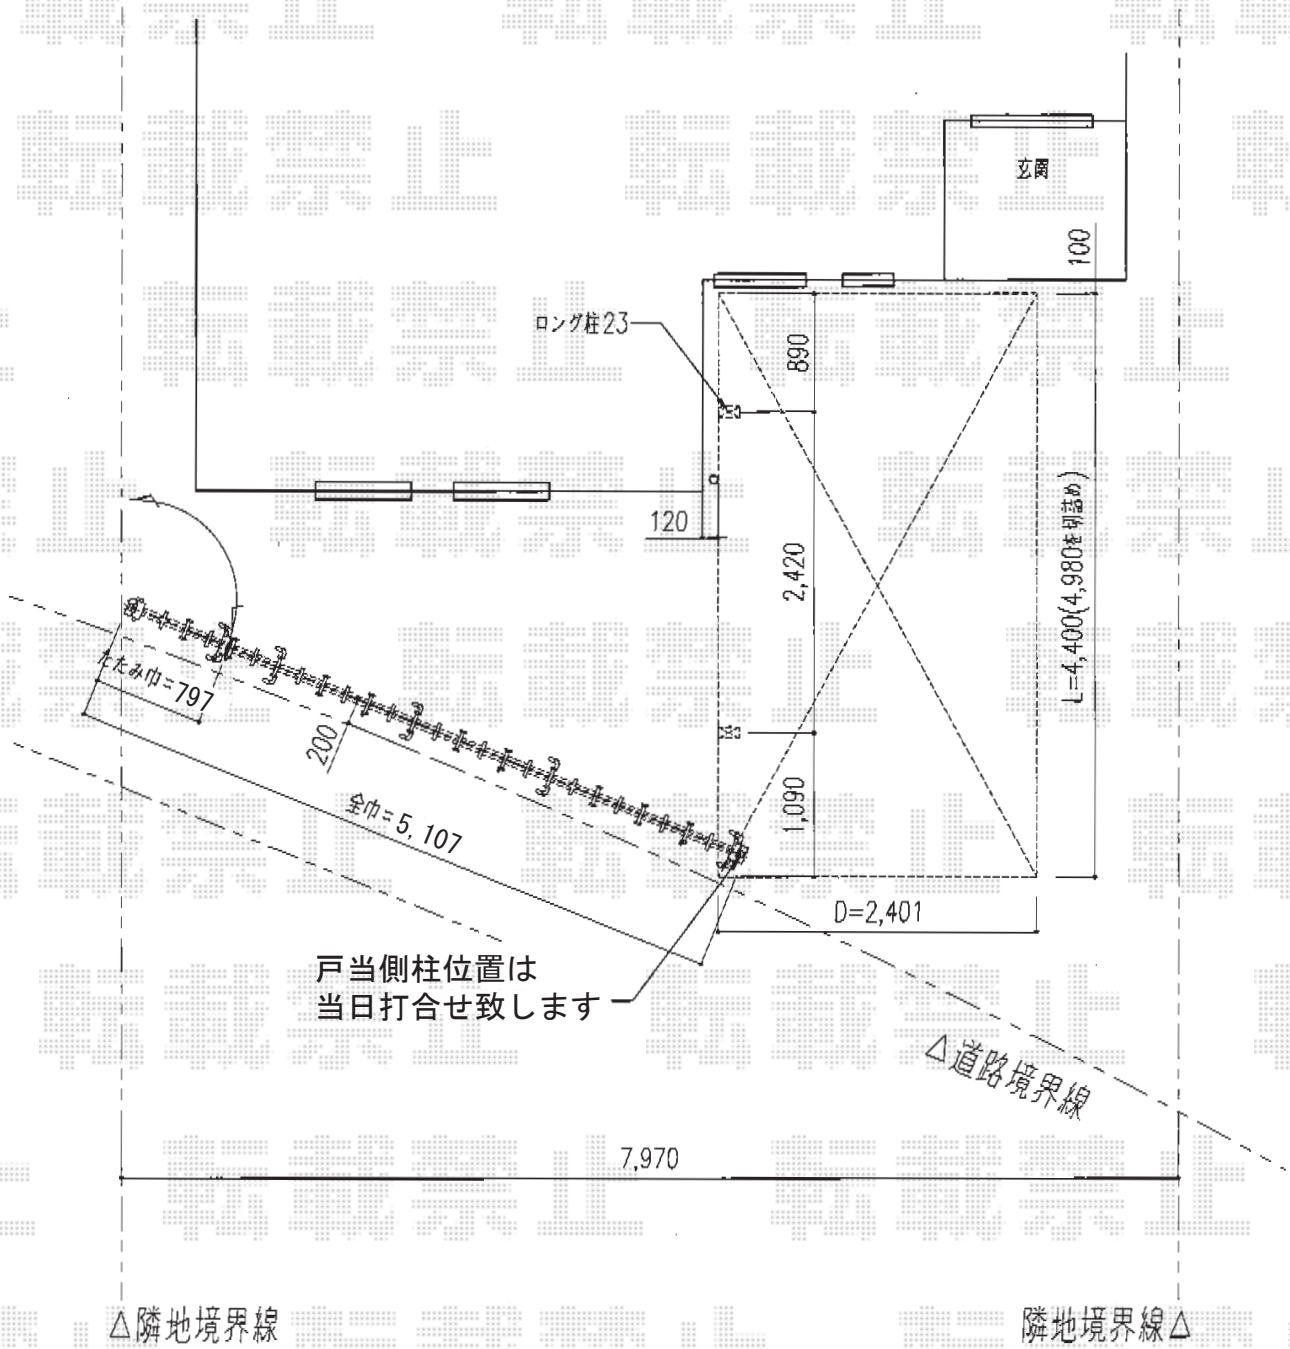 玄関
100
ロング柱23
890
120
2,420
L=4,400(4,980を切詰め)
たたみ巾=797
200
全巾=5,107
1,090
D=2,401
戸当側柱位置は
当日打合せ致します
△道路境界線
7,970
△隣地境界線
隣地境界線△
転載禁止